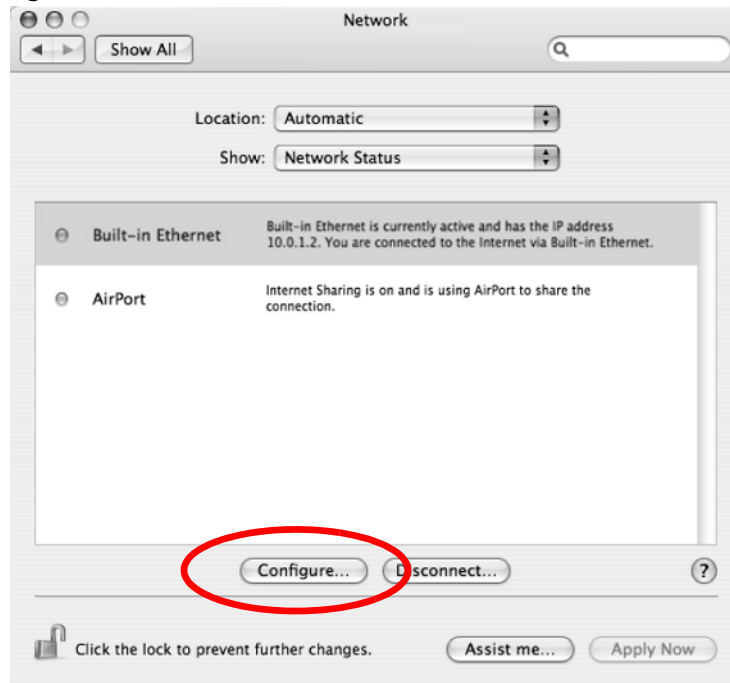 Network
Show All
Location: Automatic
Show: Network Status
Built-in Ethernet
Built-in Ethernet is currently active and has the IP address
10.0.1.2. You are connected to the Internet via Built-in Ethernet.
AirPort
Internet Sharing is on and is using AirPort to share the
connection.
Configure... Disconnect... ?
Click the lock to prevent further changes. Assist me... Apply Now